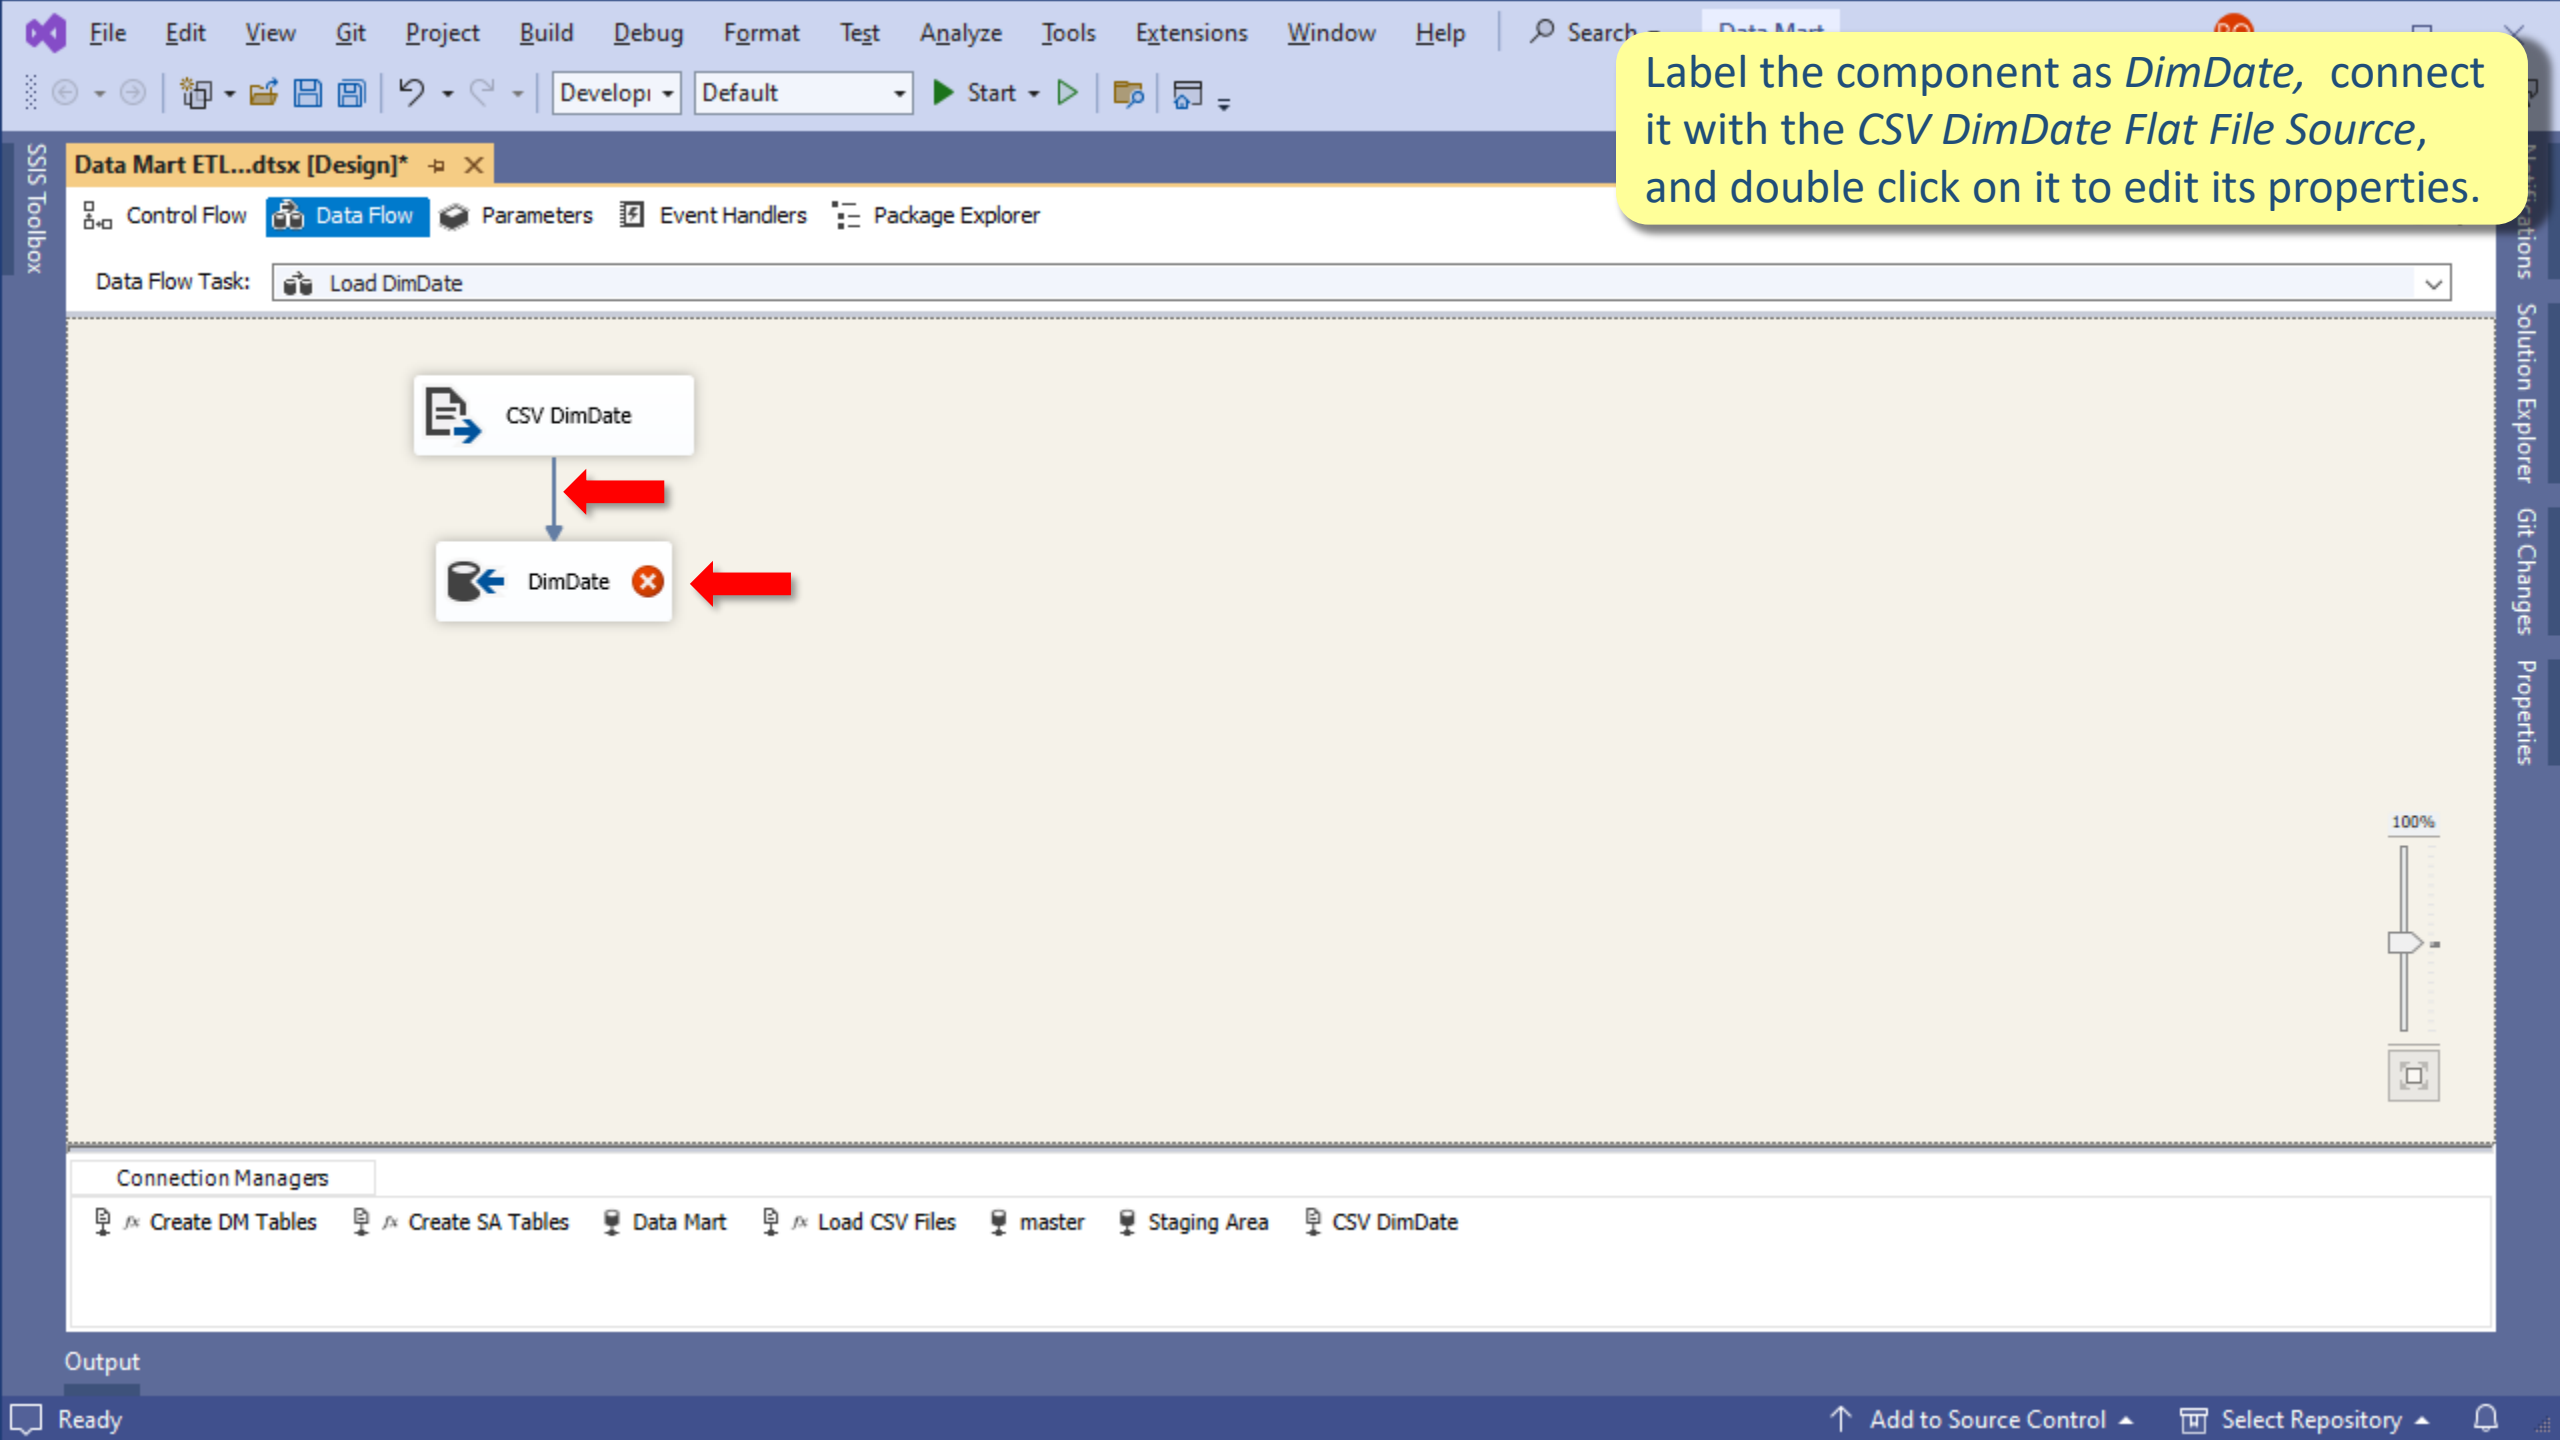 File Edit View Git Project Build Debug Format Test Analyze Tools Extensions Window Help Search Data Mart
Developı Default Start
Label the component as DimDate, connect
it with the CSV DimDate Flat File Source,
and double click on it to edit its properties.
SSIS Toolbox
Data Mart ETL...dtsx [Design]*
Control Flow Data Flow Parameters Event Handlers Package Explorer
Data Flow Task: Load DimDate
CSV DimDate
DimDate
Solution Explorer
Git Changes
Properties
100%
Connection Managers
fx Create DM Tables fx Create SA Tables Data Mart fx Load CSV Files master Staging Area CSV DimDate
Output
Ready Add to Source Control Select Repository